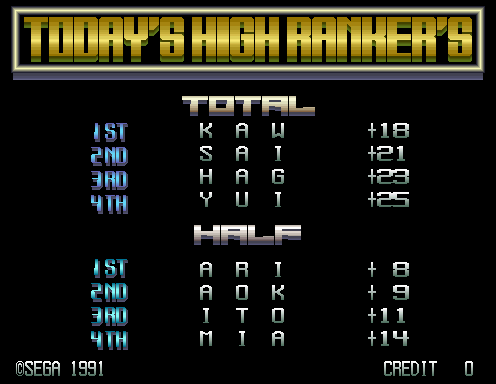 TODAY'S HIGH RANKER'S
TOTAL
1ST K A W +18
2ND S A I +21
3RD H A G +23
4TH Y U I +25
HALF
1ST A R I + 8
2ND A O K + 9
3RD I T O +11
4TH M I A +14
©SEGA 1991 CREDIT 0